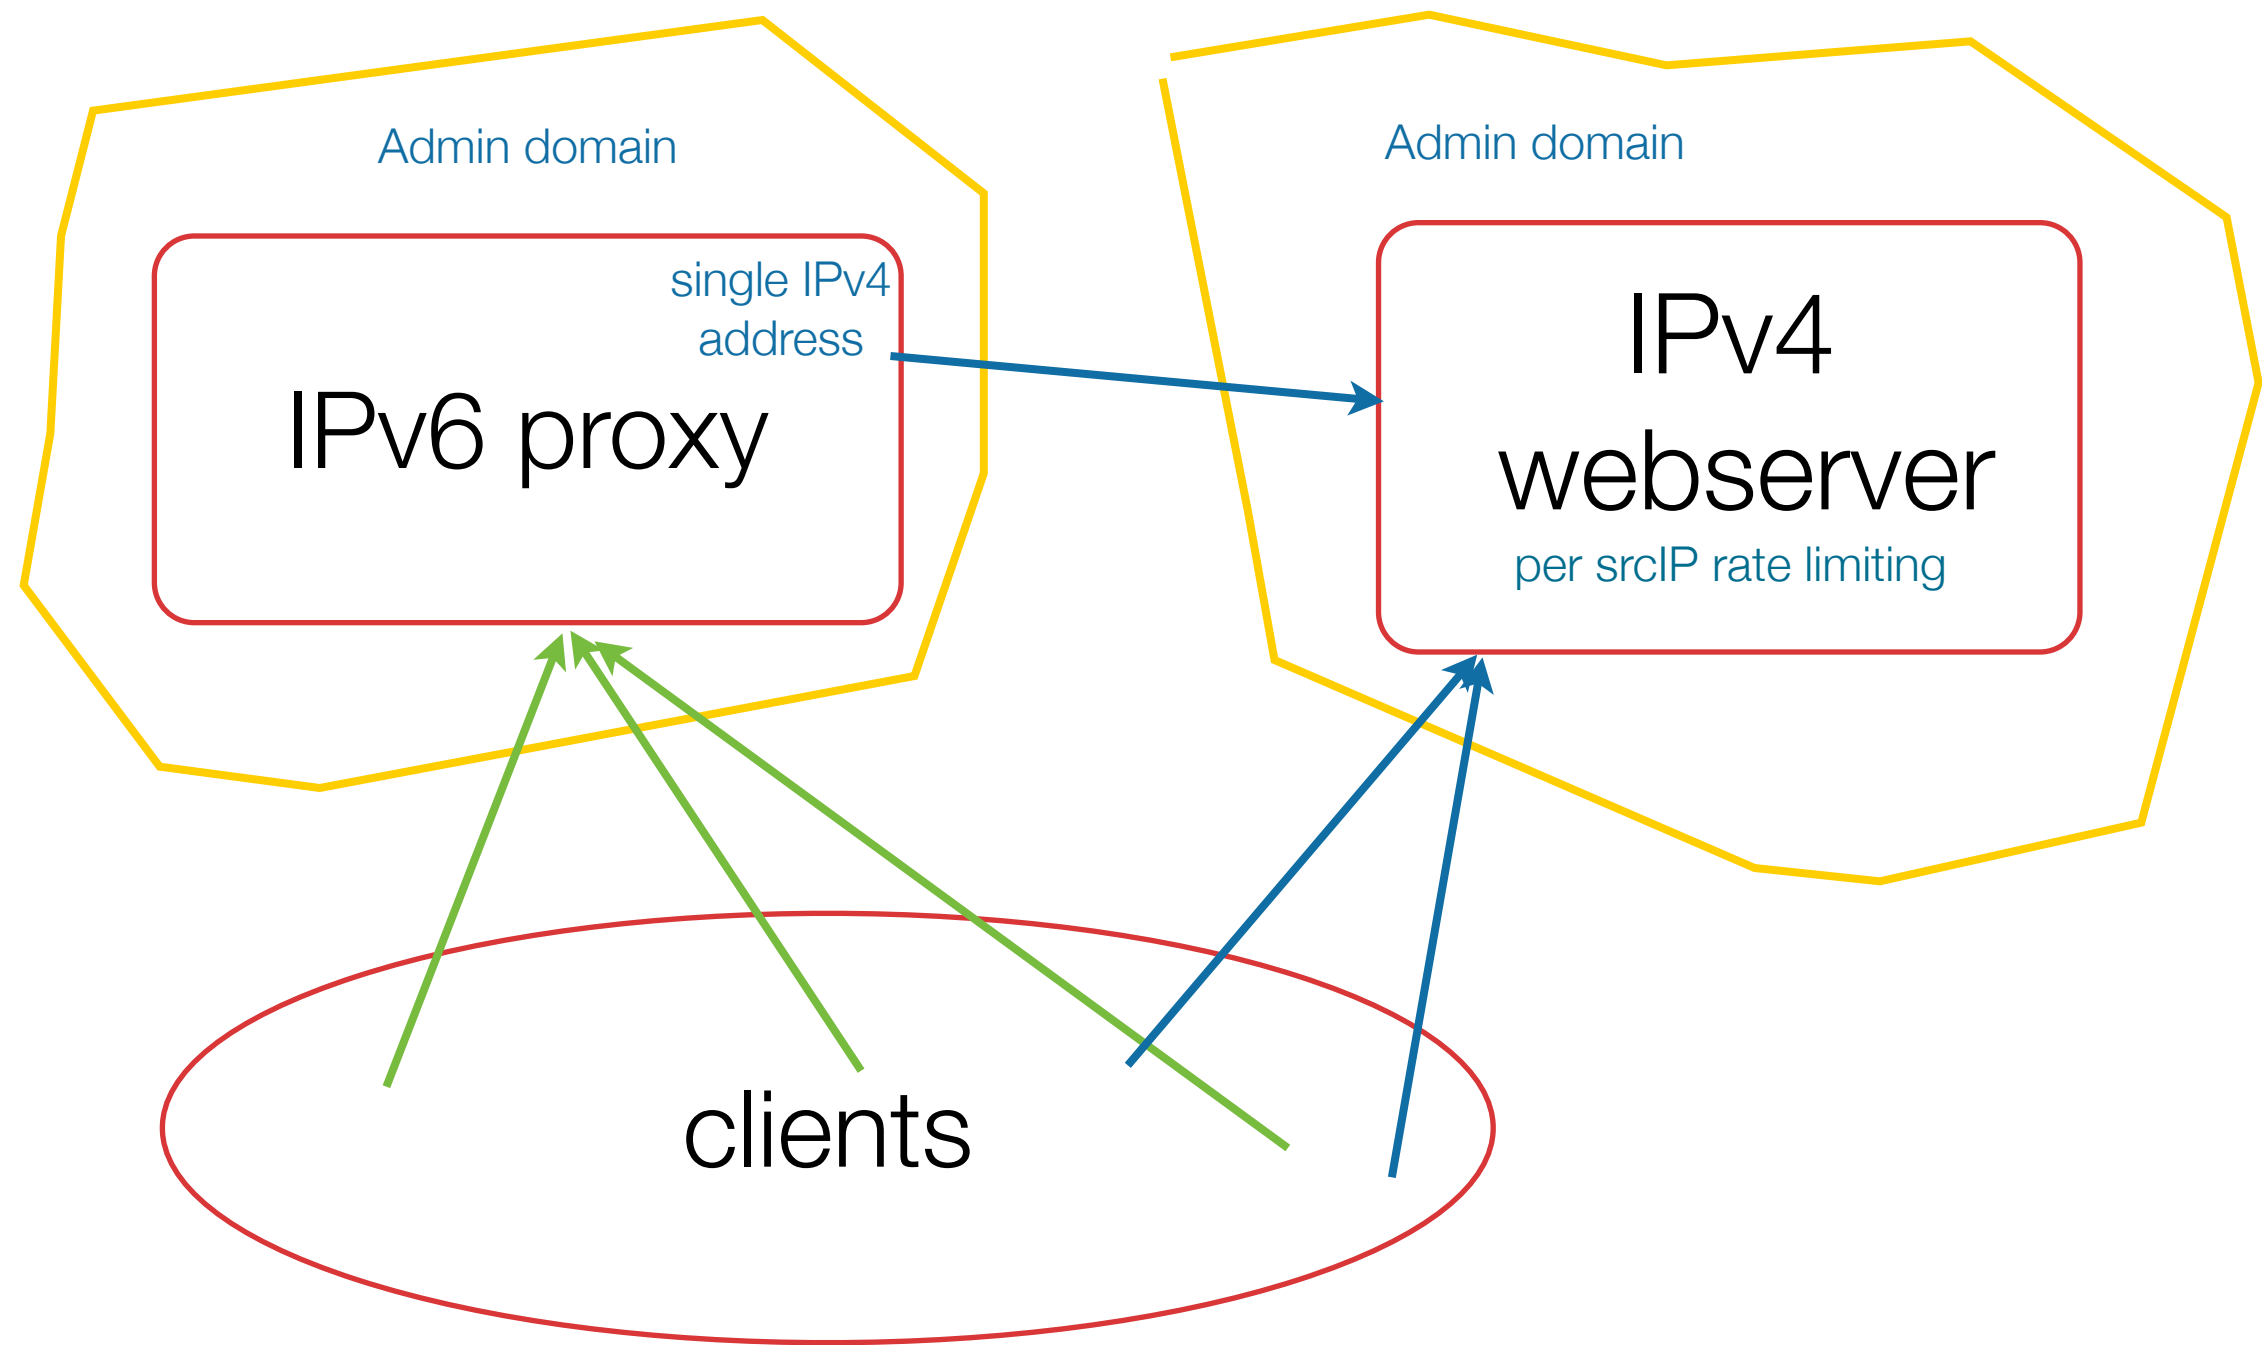 Admin domain
single IPv4
address
IPv6 proxy
Admin domain
IPv4
webserver
per srcIP rate limiting
clients